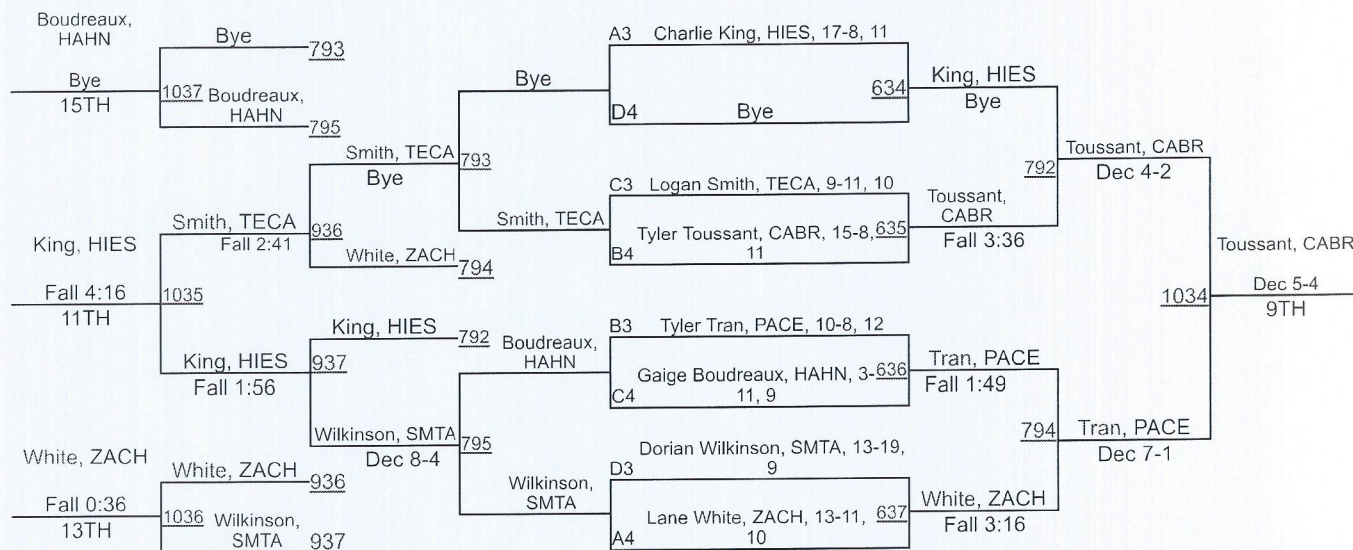 Boudreaux,
HAHN
Bye
15TH
1037
Bye
793
Boudreaux,
HAHN
795
King, HIES
Fall 4:16
11TH
1035
Smith, TECA
Fall 2:41
936
Smith, TECA
Bye
793
White, ZACH
794
King, HIES
Fall 1:56
937
King, HIES
792
Wilkinson, SMTA
Dec 8-4
795
White, ZACH
Fall 0:36
13TH
1036
White, ZACH
936
Wilkinson,
SMTA
937
Bye
Smith, TECA
Boudreaux,
HAHN
Wilkinson,
SMTA
A3 Charlie King, HIES, 17-8, 11
634
D4 Bye
C3 Logan Smith, TECA, 9-11, 10
Tyler Toussant, CABR, 15-8, 635
B4 11
B3 Tyler Tran, PACE, 10-8, 12
Gaige Boudreaux, HAHN, 3- 636
C4 11, 9
Dorian Wilkinson, SMTA, 13-19,
D3 9
Lane White, ZACH, 13-11, 637
A4 10
King, HIES
Bye
792
Toussant,
CABR
Fall 3:36
Tran, PACE
Fall 1:49
794
White, ZACH
Fall 3:16
Toussant, CABR
Dec 4-2
Tran, PACE
Dec 7-1
1034
Toussant, CABR
Dec 5-4
9TH